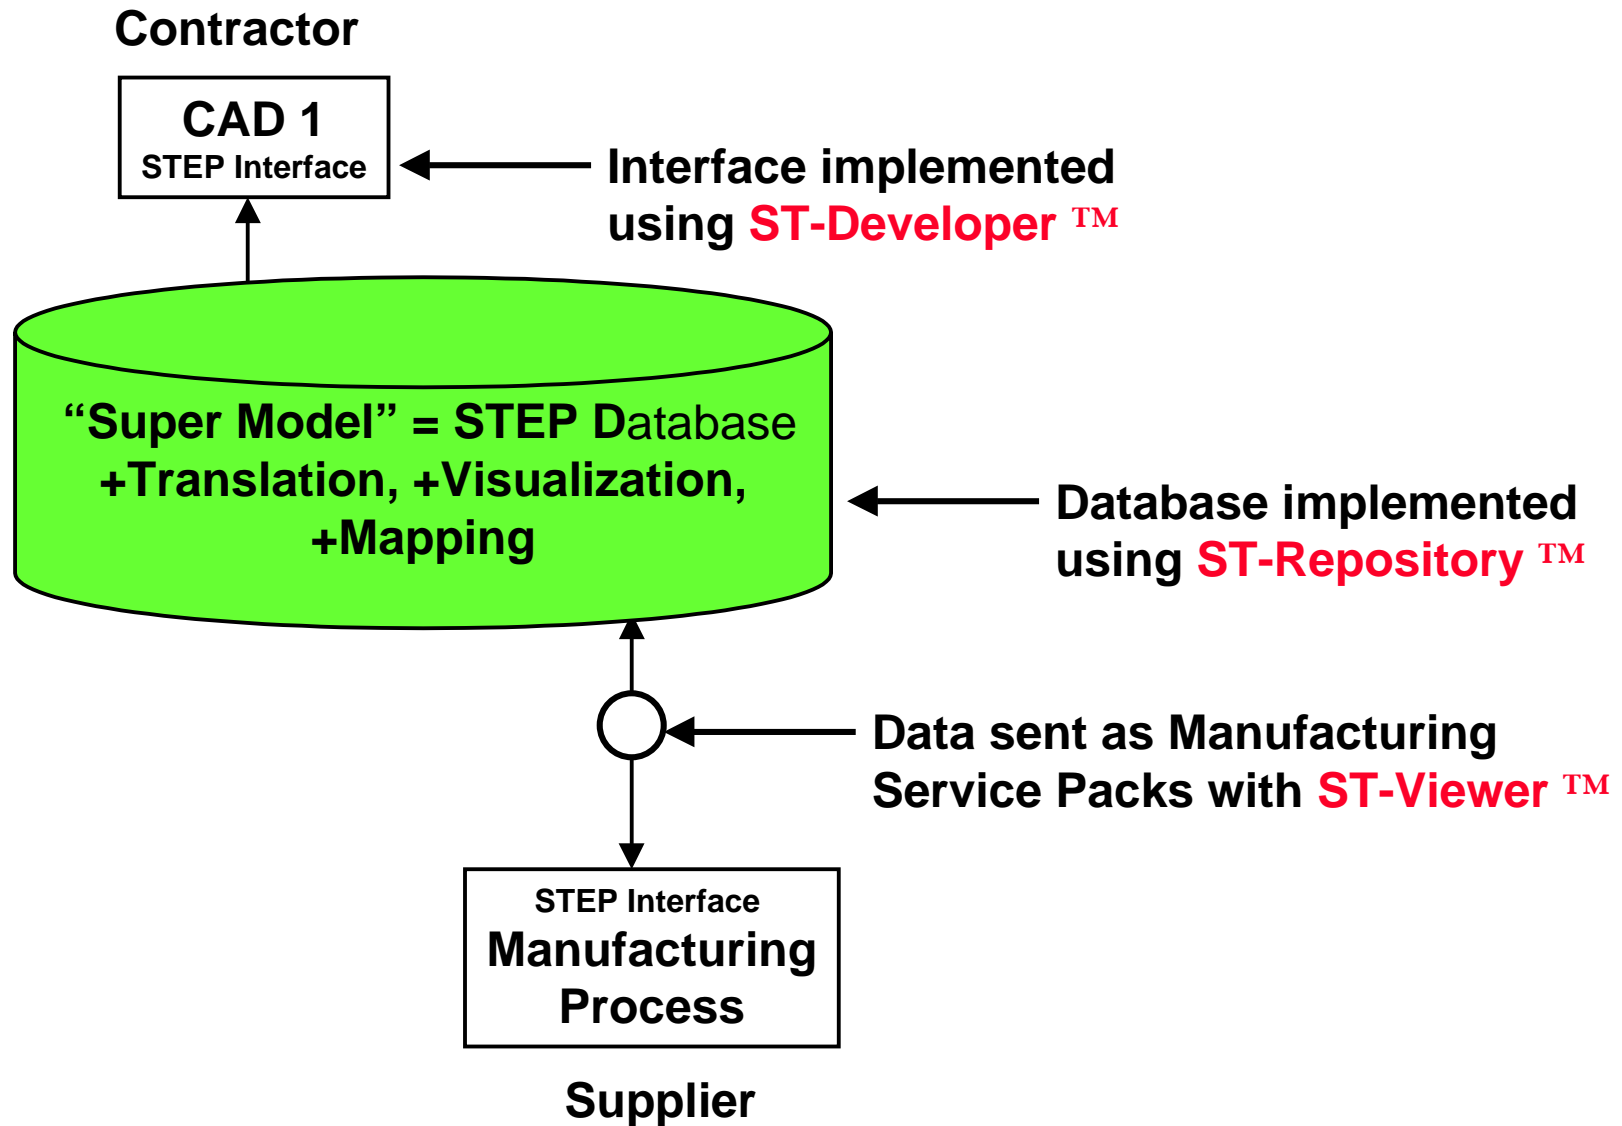 Contractor
CAD 1
STEP Interface
Interface implemented
using ST-Developer ™
“Super Model” = STEP Database
+Translation, +Visualization,
+Mapping
Database implemented
using ST-Repository ™
Data sent as Manufacturing
Service Packs with ST-Viewer ™
STEP Interface
Manufacturing
Process
Supplier